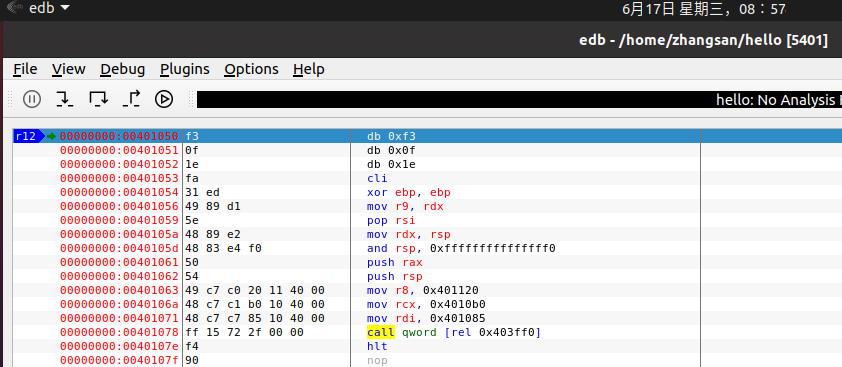 edb 6月17日 星期三，08：57
edb - /home/zhangsan/hello [5401]
File View Debug Plugins Options Help
hello: No Analysis
r12 00000000:00401050 f3 db 0xf3
00000000:00401051 0f db 0x0f
00000000:00401052 1e db 0x1e
00000000:00401053 fa cli
00000000:00401054 31 ed xor ebp, ebp
00000000:00401056 49 89 d1 mov r9, rdx
00000000:00401059 5e pop rsi
00000000:0040105a 48 89 e2 mov rdx, rsp
00000000:0040105d 48 83 e4 f0 and rsp, 0xfffffffffffffff0
00000000:00401061 50 push rax
00000000:00401062 54 push rsp
00000000:00401063 49 c7 c0 20 11 40 00 mov r8, 0x401120
00000000:0040106a 48 c7 c1 b0 10 40 00 mov rcx, 0x4010b0
00000000:00401071 48 c7 c7 85 10 40 00 mov rdi, 0x401085
00000000:00401078 ff 15 72 2f 00 00 call qword [rel 0x403ff0]
00000000:0040107e f4 hlt
00000000:0040107f 90 nop